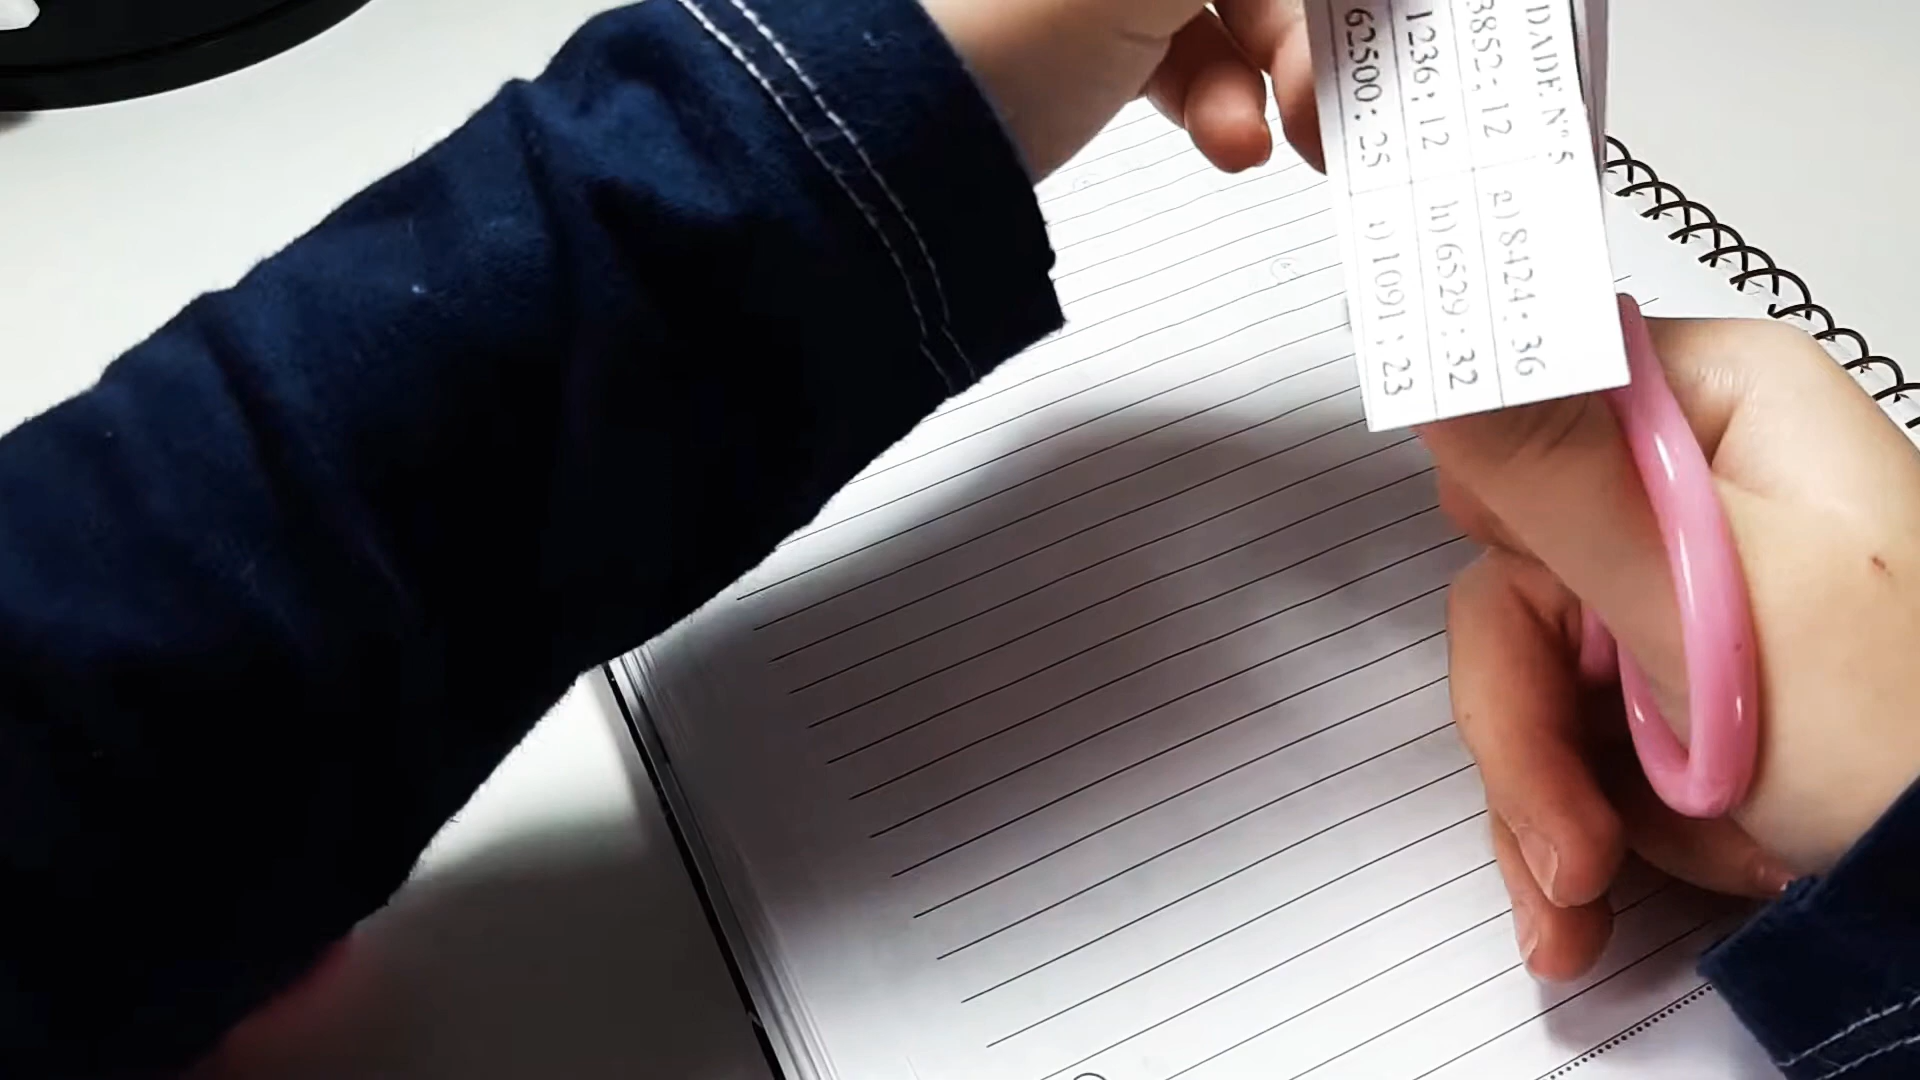 DADE Nº 5
3852 : 12 g) 8424 : 36
1236 : 12 h) 6529 : 32
62500 : 25 i) 1091 : 23